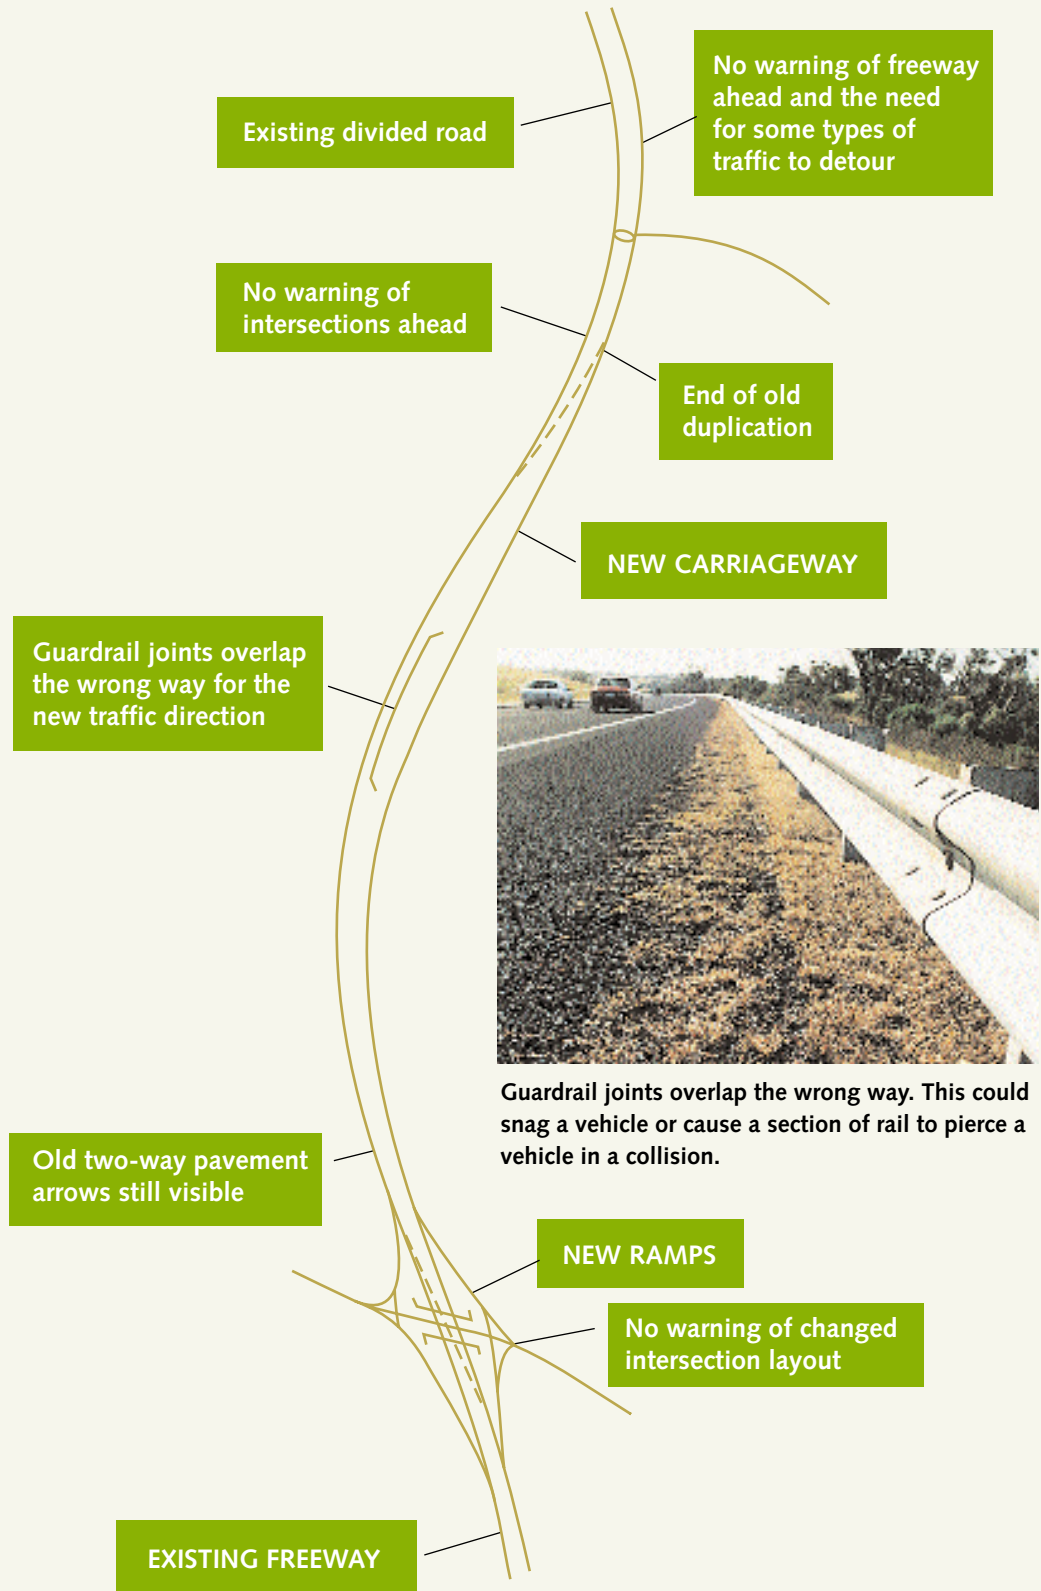 No warning of freeway
ahead and the need
for some types of
traffic to detour
Existing divided road
No warning of
intersections ahead
End of old
duplication
NEW CARRIAGEWAY
Guardrail joints overlap
the wrong way for the
new traffic direction
Guardrail joints overlap the wrong way. This could
snag a vehicle or cause a section of rail to pierce a
vehicle in a collision.
Old two-way pavement
arrows still visible
NEW RAMPS
No warning of changed
intersection layout
EXISTING FREEWAY